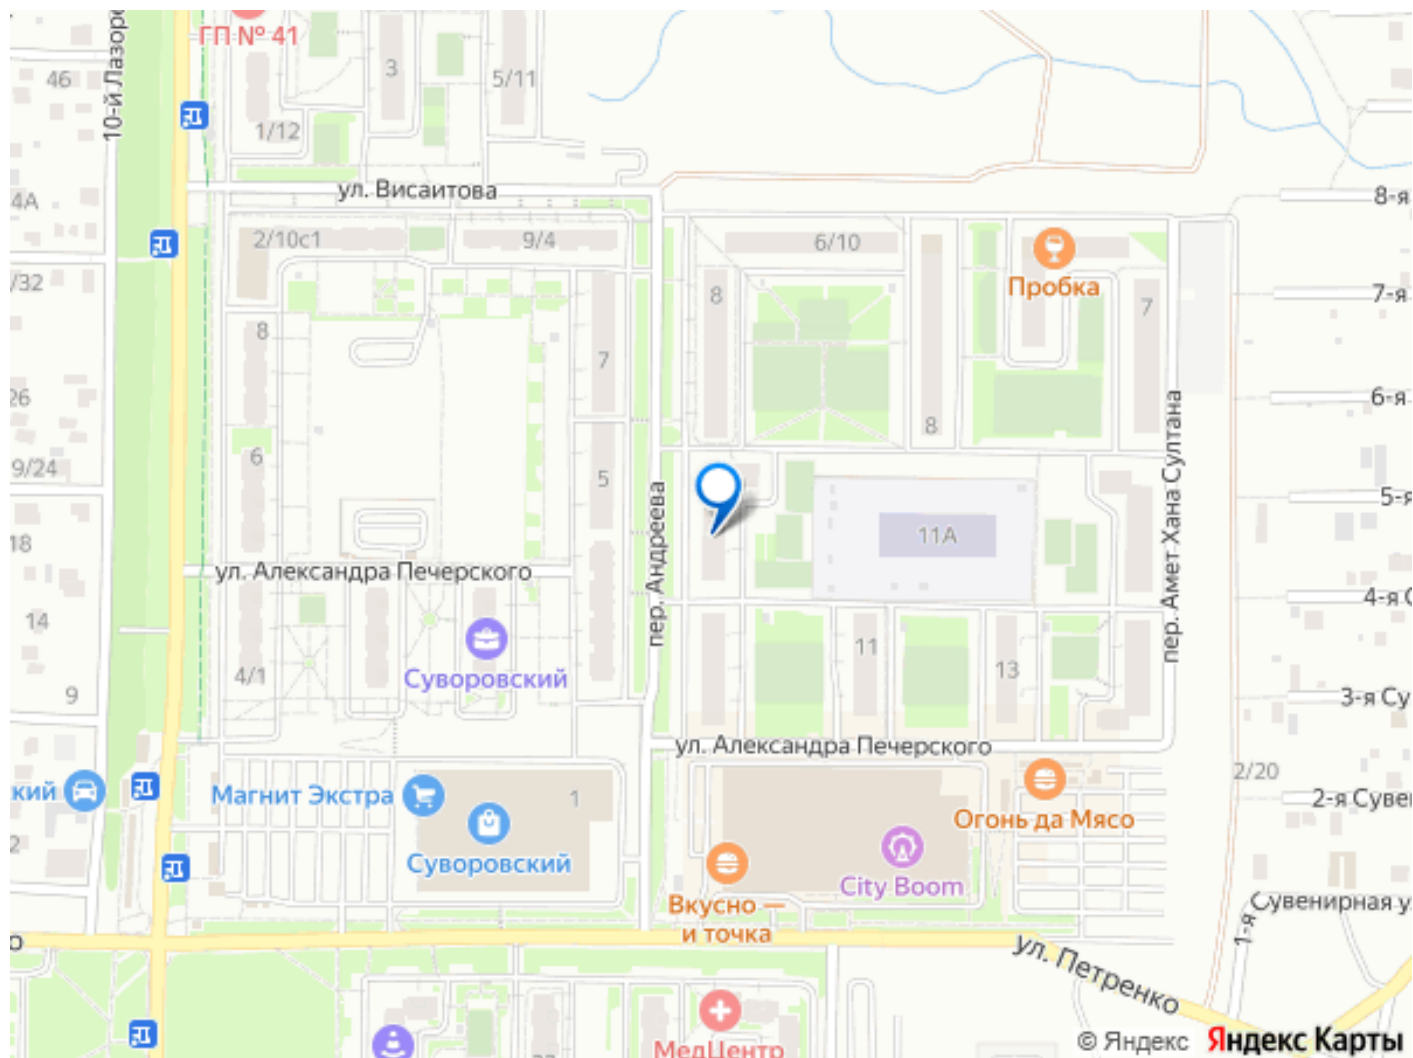 ГП № 41
10-й Лазор
46
3
5/11
1/12
4А
ул. Висаитова
8-я
2/10с1
9/4
6/10
/32
8
Пробка
7
7-я
8
7
26
8
6-я
9/24
6
5
5-я
пер. Андреева
пер. Амет Хана Султана
11А
18
ул. Александра Печерского
4-я С
14
4/1
Суворовский
11
13
9
3-я Су
ул. Александра Печерского
2/20
кий
Магнит Экстра
1
2-я Суве
Огонь да Мясо
2
Суворовский
City Boom
Вкусно —
и точка
1-я Сувенирная у
о
ул. Петренко
МедЦентр
© Яндекс Яндекс Карты